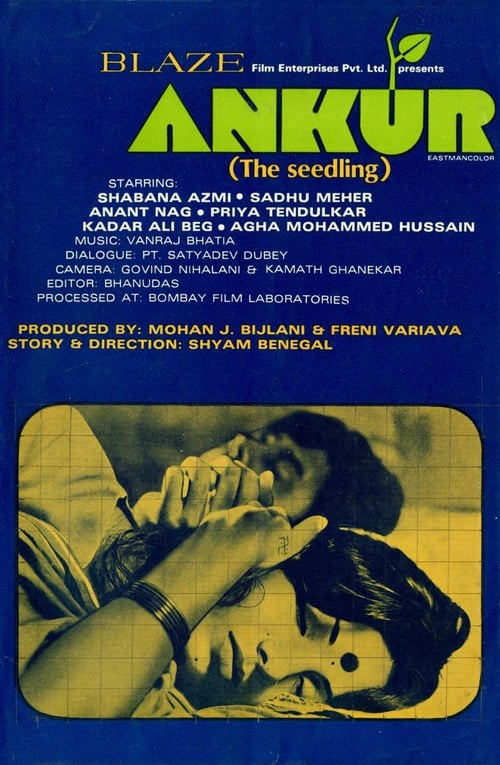 BLAZE Film Enterprises Pvt. Ltd. presents
ANKUR
EASTMANCOLOR
(The seedling)
STARRING:
SHABANA AZMI • SADHU MEHER
ANANT NAG • PRIYA TENDULKAR
KADAR ALI BEG • AGHA MOHAMMED HUSSAIN
MUSIC: VANRAJ BHATIA
DIALOGUE: PT. SATYADEV DUBEY
CAMERA: GOVIND NIHALANI & KAMATH GHANEKAR
EDITOR: BHANUDAS
PROCESSED AT: BOMBAY FILM LABORATORIES
PRODUCED BY: MOHAN J. BIJLANI & FRENI VARIAVA
STORY & DIRECTION: SHYAM BENEGAL